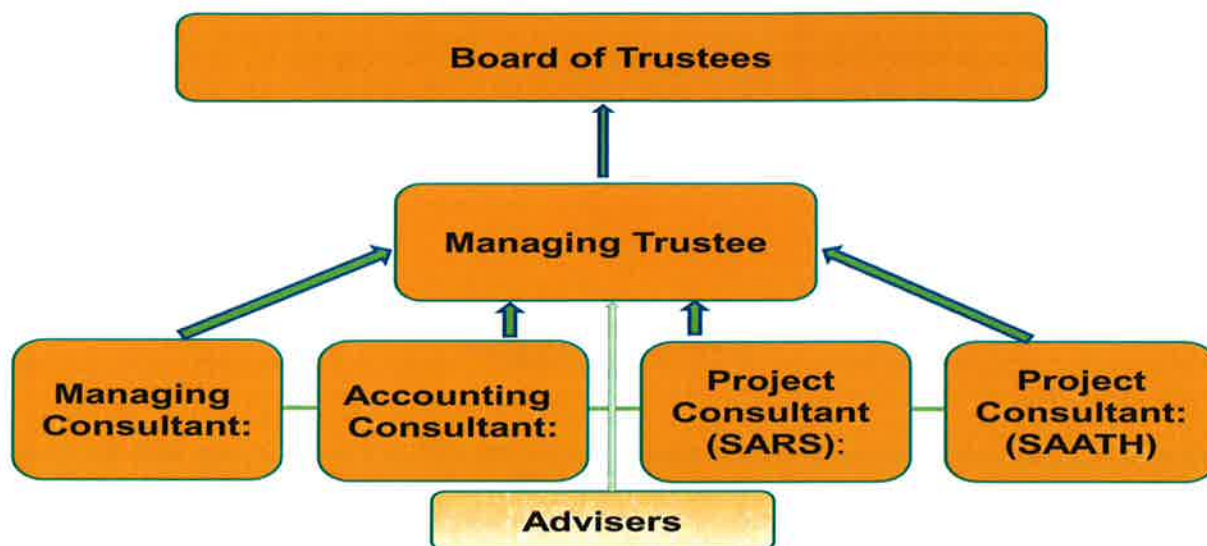 Board of Trustees
Managing Trustee
Managing
Consultant:
Accounting
Consultant:
Project
Consultant
(SARS):
Project
Consultant:
(SAATH)
Advisers